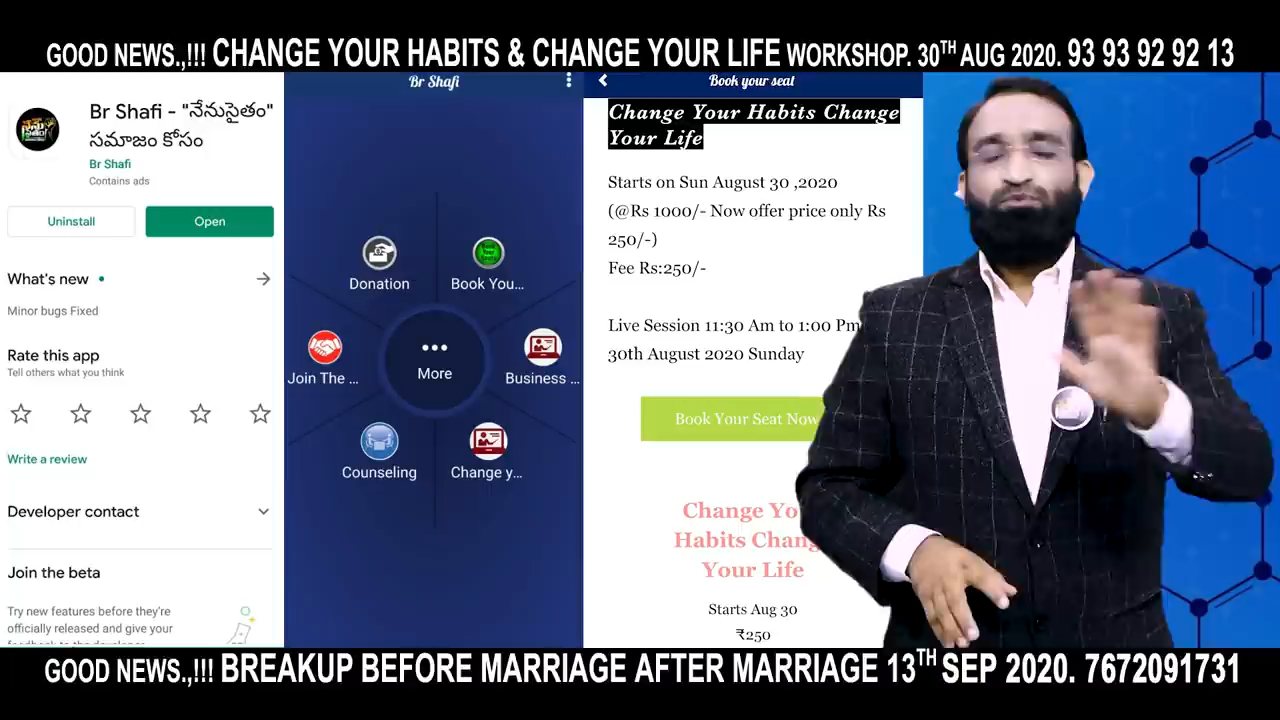 GOOD NEWS.,!!! CHANGE YOUR HABITS & CHANGE YOUR LIFE WORKSHOP. 30TH AUG 2020. 93 93 92 92 13
Br Shafi - "నేనుసైతం"
సమాజం కోసం
Br Shafi
Contains ads
Uninstall
Open
What's new
Minor bugs Fixed
Rate this app
Tell others what you think
Write a review
Developer contact
Join the beta
Try new features before they're
officially released and give your
Br Shafi
Donation
Book You...
Join The ...
More
Business ...
Counseling
Change y...
Book your seat
Change Your Habits Change
Your Life
Starts on Sun August 30 ,2020
(@Rs 1000/- Now offer price only Rs
250/-)
Fee Rs:250/-
Live Session 11:30 Am to 1:00 Pm
30th August 2020 Sunday
Book Your Seat Now
Change Yo
Habits Chang
Your Life
Starts Aug 30
₹250
GOOD NEWS.,!!! BREAKUP BEFORE MARRIAGE AFTER MARRIAGE 13TH SEP 2020. 7672091731